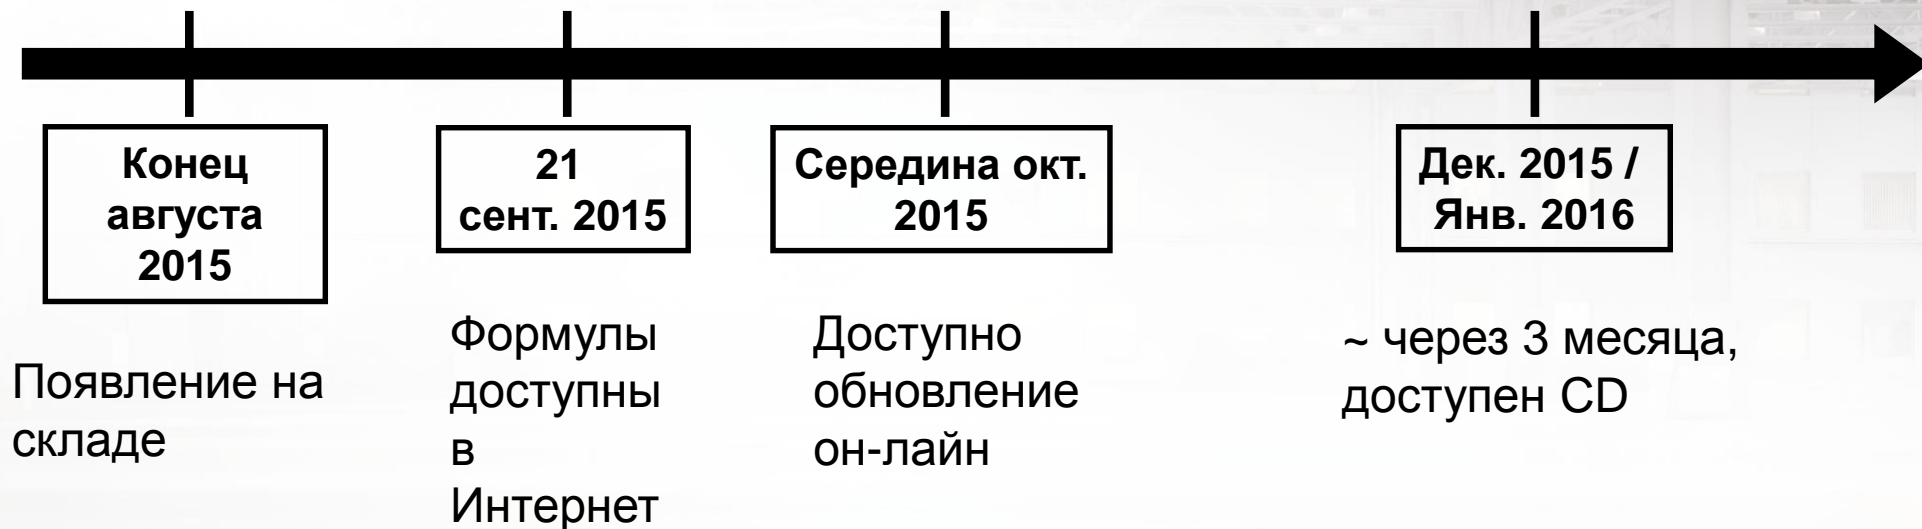 Конец
августа
2015
Появление на
складе
21
сент. 2015
Формулы
доступны
в
Интернет
Середина окт.
2015
Доступно
обновление
он-лайн
Дек. 2015 /
Янв. 2016
~ через 3 месяца,
доступен CD